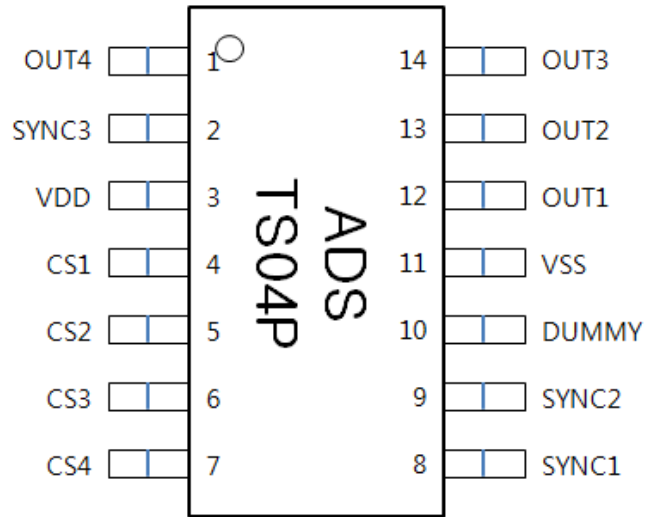 OUT4 1 14 OUT3
SYNC3 2 13 OUT2
VDD 3 12 OUT1
CS1 4 11 VSS
CS2 5 10 DUMMY
CS3 6 9 SYNC2
CS4 7 8 SYNC1
ADS
TS04P